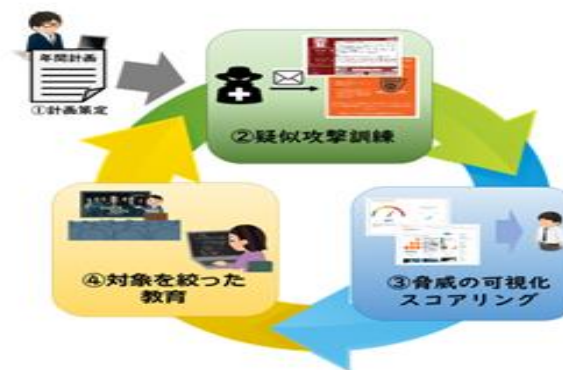 年間計画
①計画策定
②疑似攻撃訓練
③脅威の可視化
スコアリング
④対象を絞った
教育